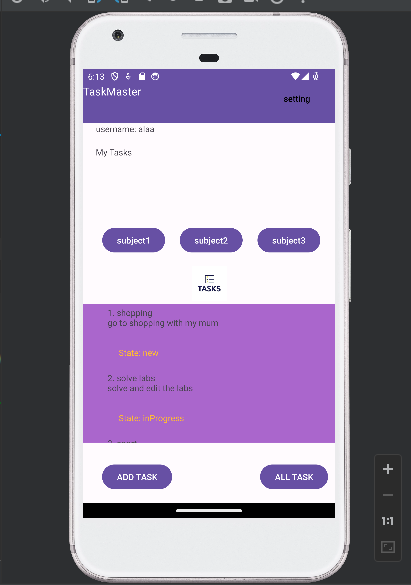 6:13
TaskMaster
setting
username: alaa
My Tasks
subject1 subject2 subject3
TASKS
1. shopping
go to shopping with my mum
State: new
2. solve labs
solve and edit the labs
State: inProgress
ADD TASK ALL TASK
1:1